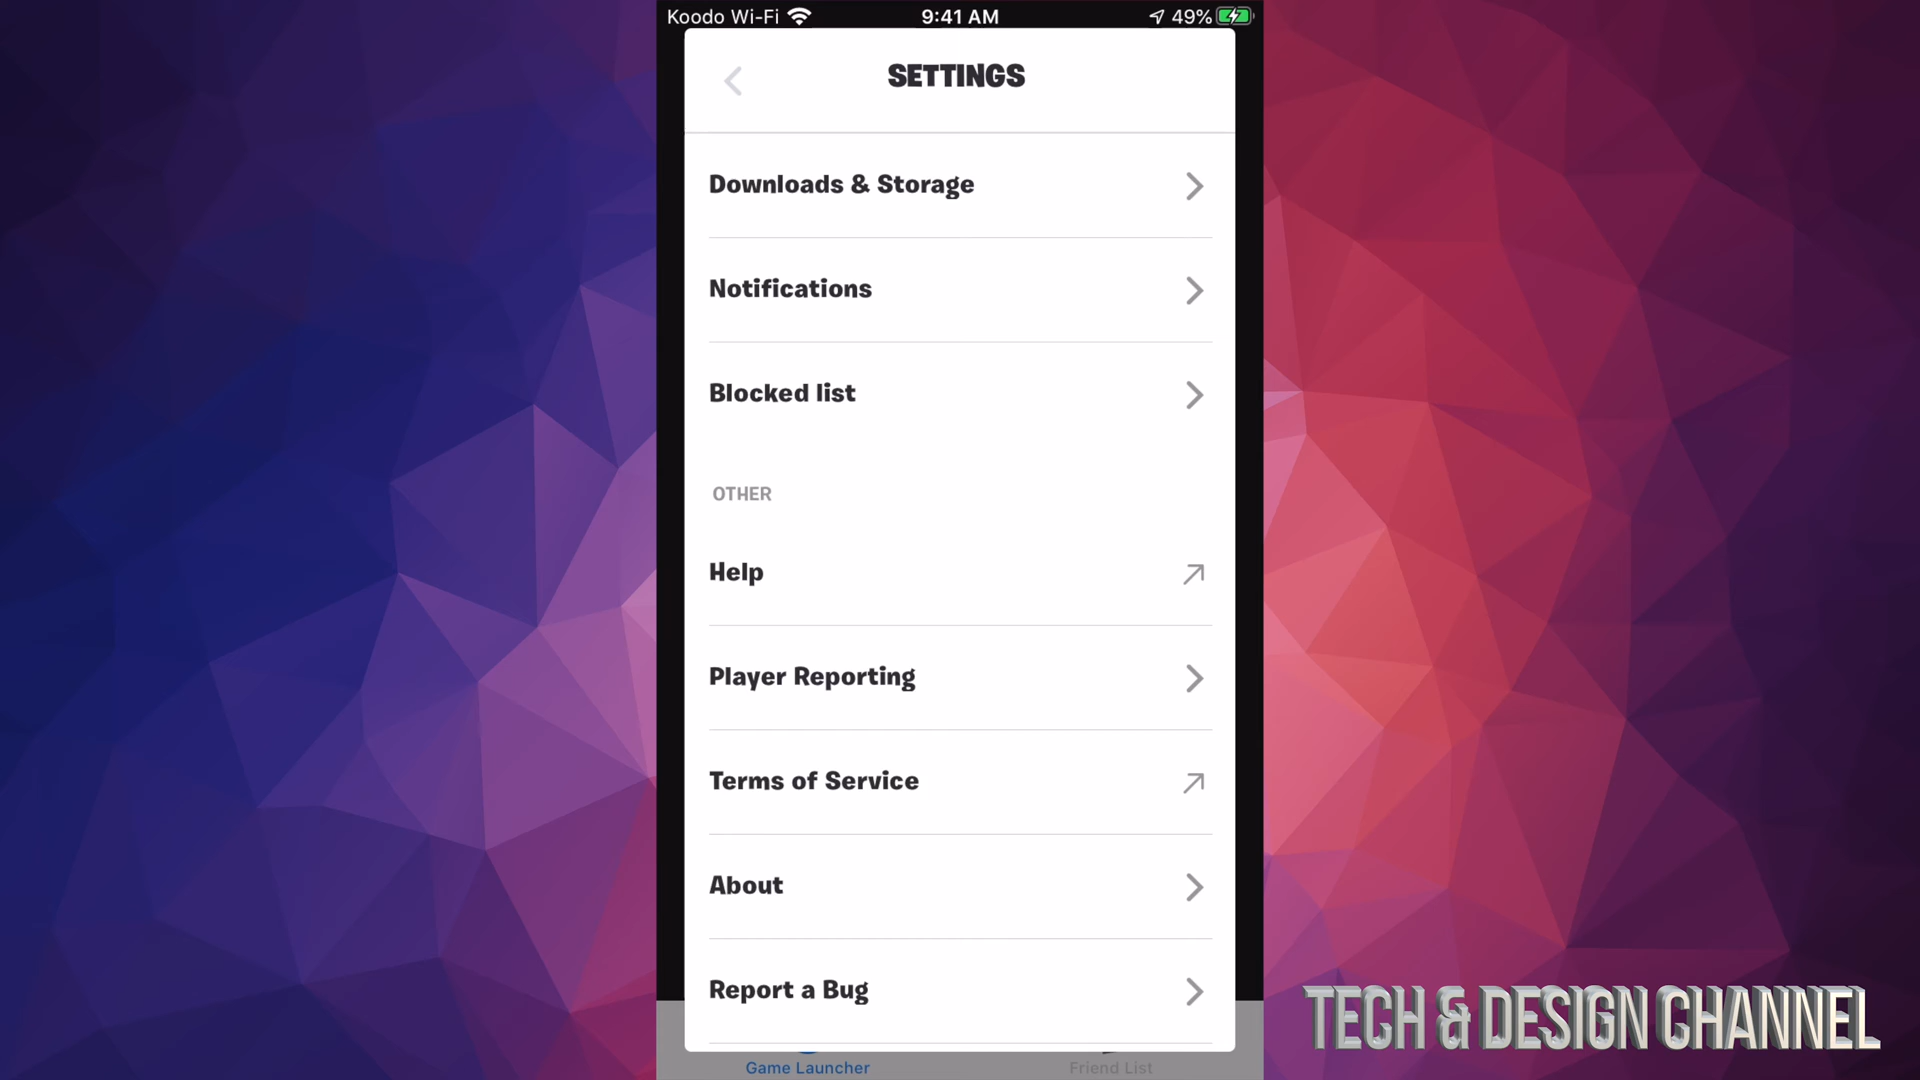 Koodo Wi-Fi 9:41 AM 49%
SETTINGS
Downloads & Storage
Notifications
Blocked list
OTHER
Help
Player Reporting
Terms of Service
About
Report a Bug
Game Launcher Friend List
TECH & DESIGN CHANNEL